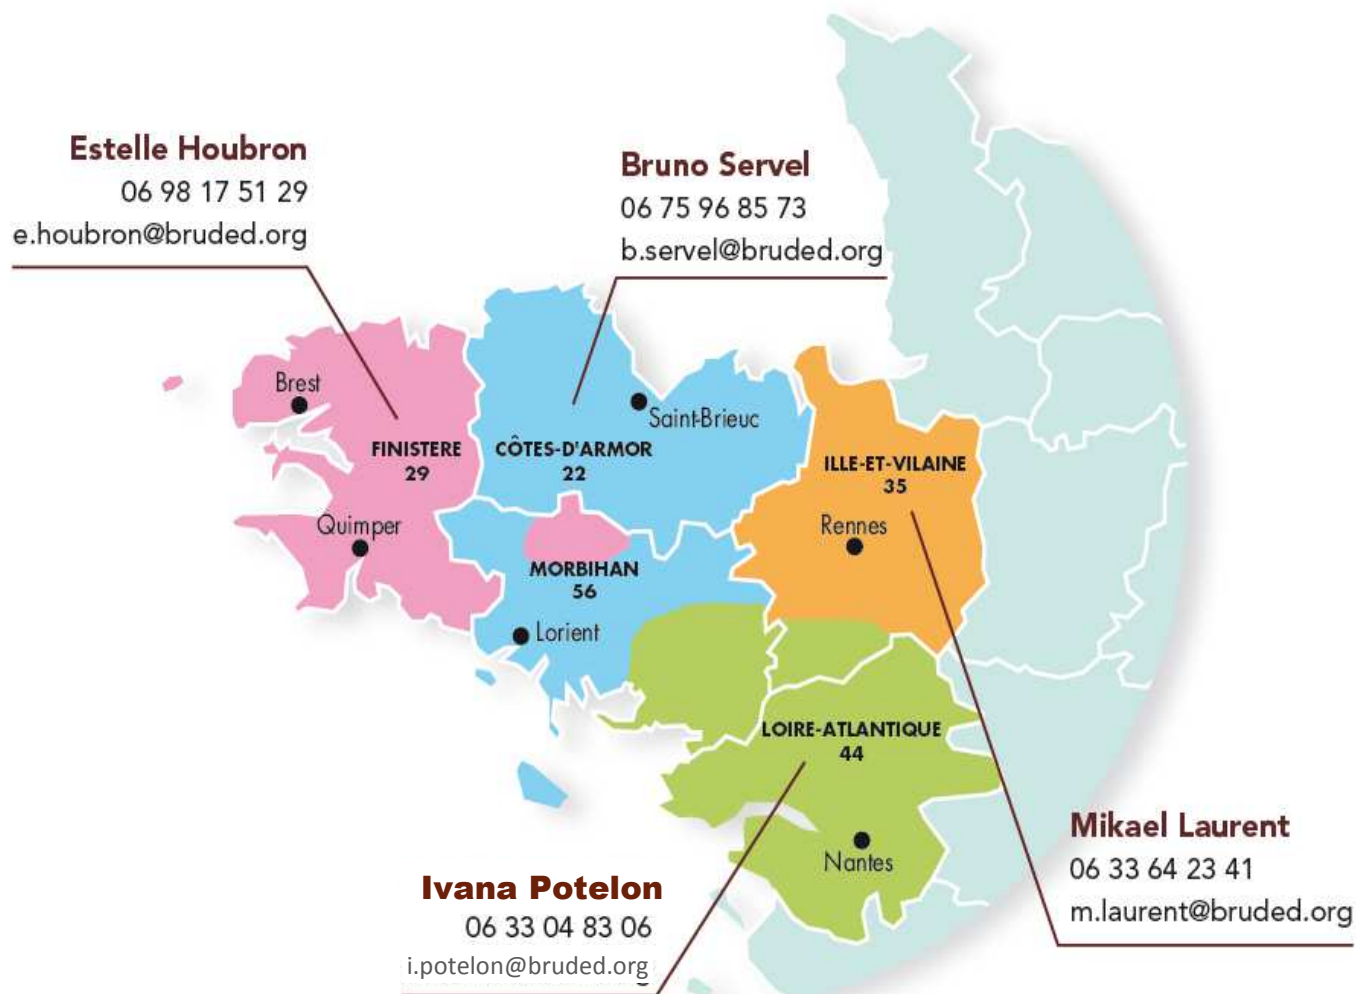 Estelle Houbron
06 98 17 51 29
e.houbron@bruded.org
Bruno Servel
06 75 96 85 73
b.servel@bruded.org
Brest
Saint-Brieuc
FINISTERE
29
CÔTES-D'ARMOR
22
ILLE-ET-VILAINE
35
Quimper
Rennes
MORBIHAN
56
Lorient
LOIRE-ATLANTIQUE
44
Nantes
Mikael Laurent
06 33 64 23 41
m.laurent@bruded.org
Ivana Potelon
06 33 04 83 06
i.potelon@bruded.org